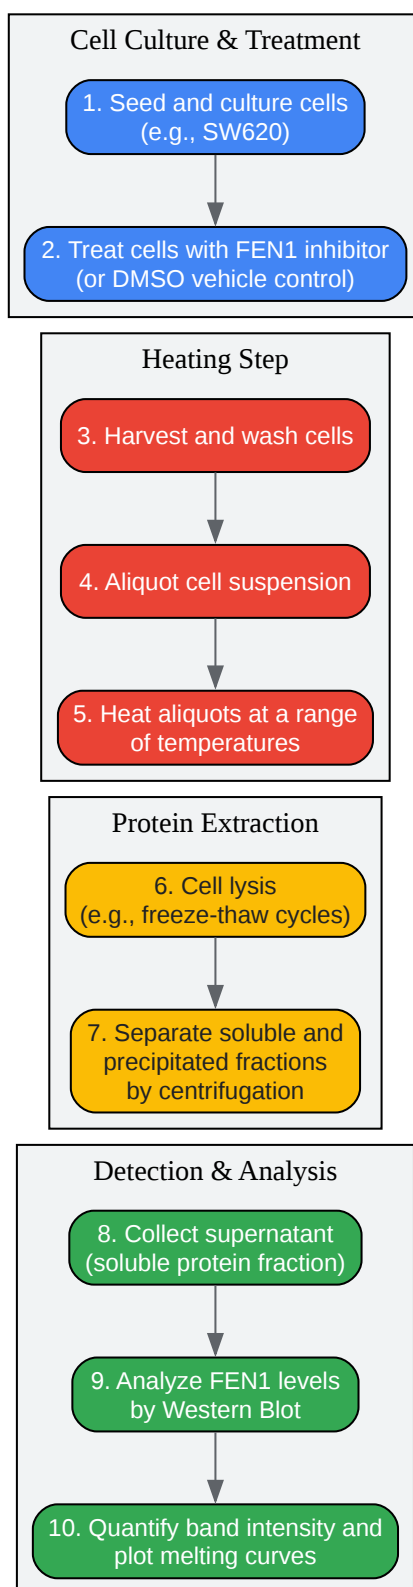 Cell Culture & Treatment
1. Seed and culture cells
(e.g., SW620)
2. Treat cells with FEN1 inhibitor
(or DMSO vehicle control)
Heating Step
3. Harvest and wash cells
4. Aliquot cell suspension
5. Heat aliquots at a range
of temperatures
Protein Extraction
6. Cell lysis
(e.g., freeze-thaw cycles)
7. Separate soluble and
precipitated fractions
by centrifugation
Detection & Analysis
8. Collect supernatant
(soluble protein fraction)
9. Analyze FEN1 levels
by Western Blot
10. Quantify band intensity and
plot melting curves